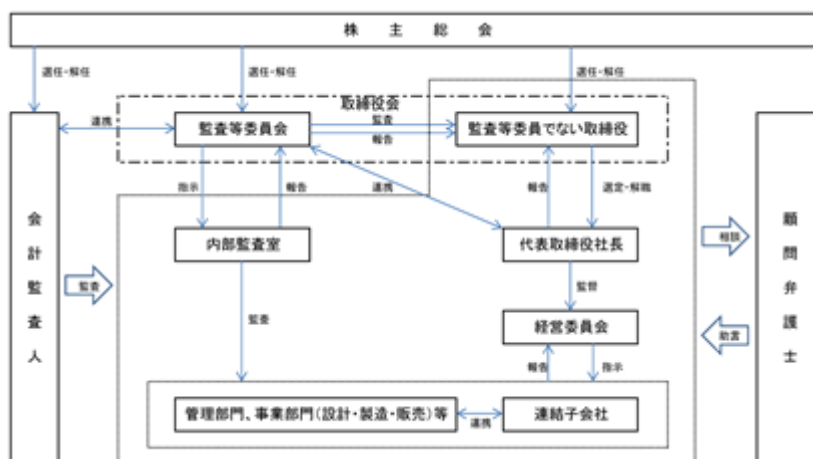 株主総会
選任・解任
選任・解任
選任・解任
取締役会
連携
監査等委員会
監査
報告
監査等委員でない取締役
指示
報告
連携
報告
選定・解職
会計監査人
内部監査室
代表取締役社長
顧問弁護士
相談
監査
監督
経営委員会
助言
監査
報告
指示
管理部門、事業部門(設計・製造・販売)等
連携
連結子会社